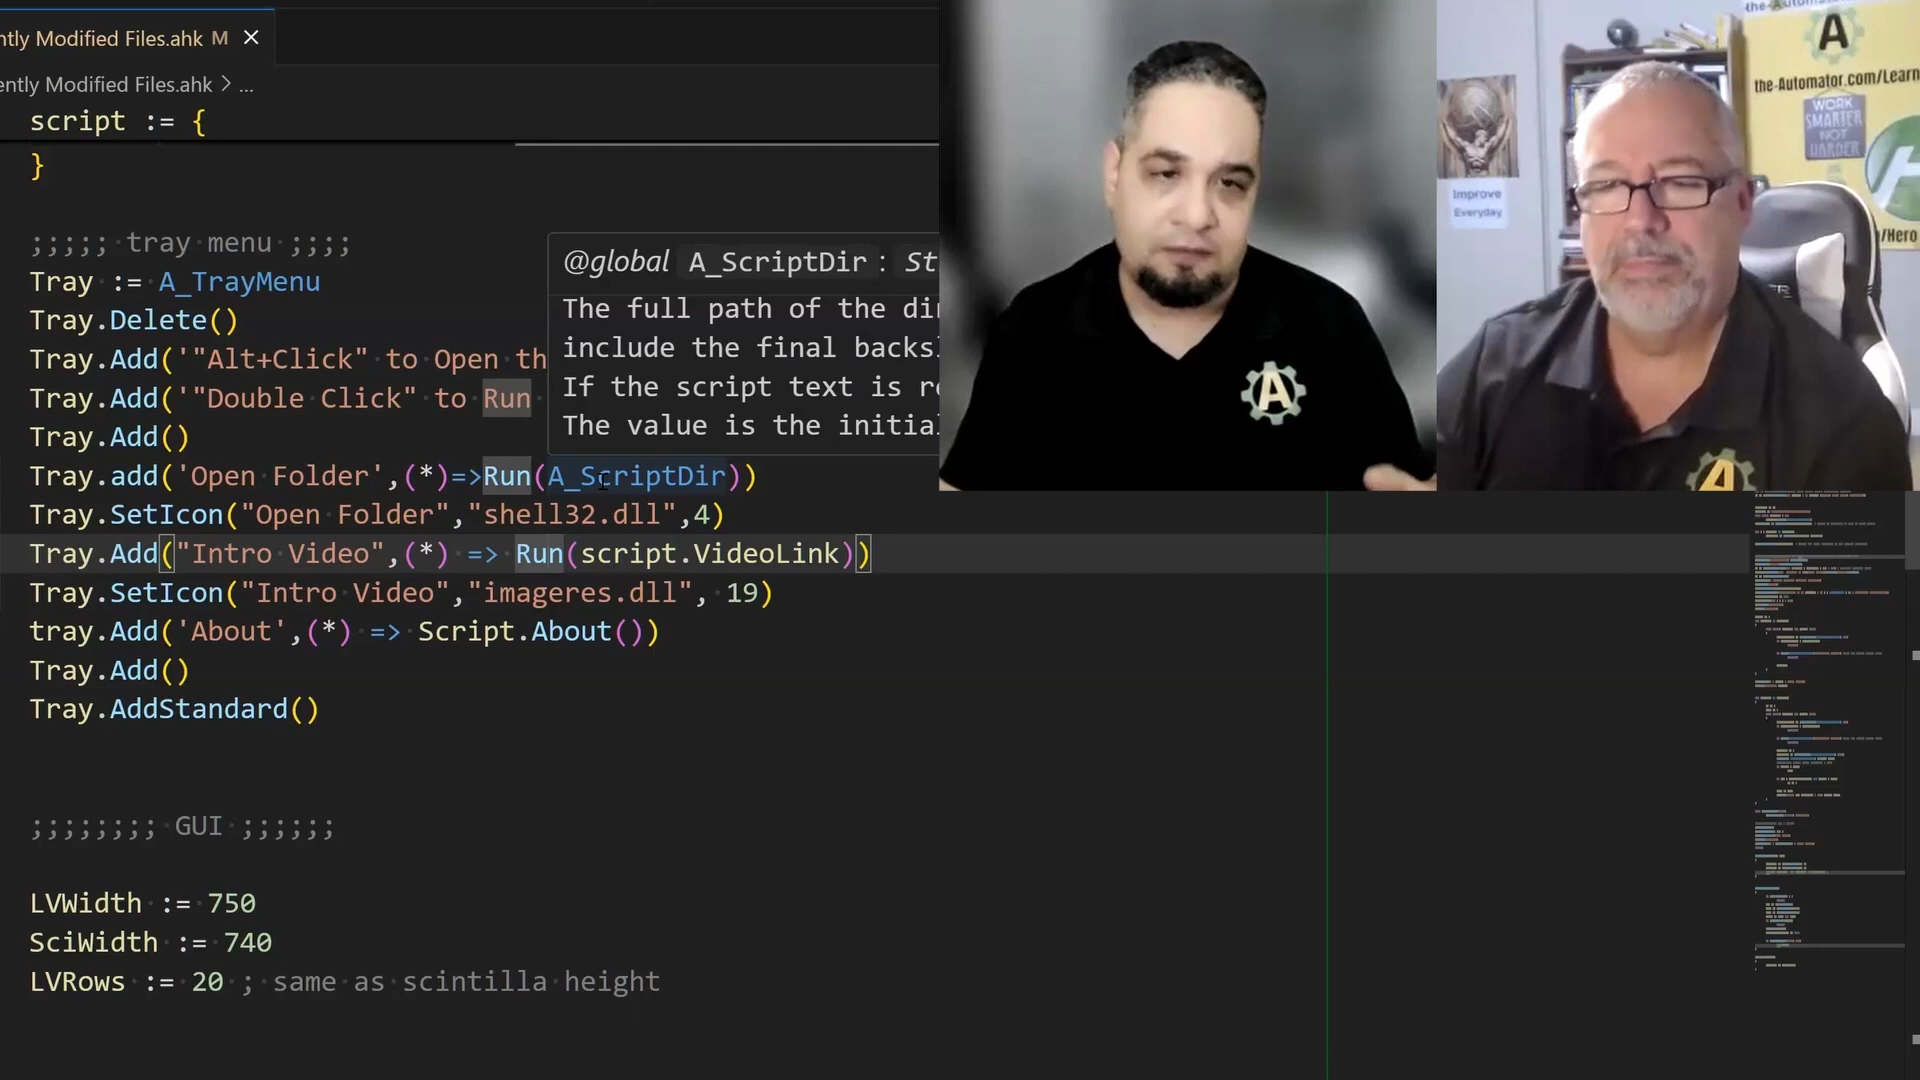 ntly Modified Files.ahk M
ently Modified Files.ahk > ...
script := {
}
;;;;; tray menu ;;;;
Tray := A_TrayMenu
Tray.Delete()
Tray.Add('"Alt+Click" to Open th
Tray.Add('"Double Click" to Run
Tray.Add()
Tray.add('Open Folder',(*)=>Run(A_ScriptDir))
Tray.SetIcon("Open Folder","shell32.dll",4)
Tray.Add("Intro Video",(*) => Run(script.VideoLink))
Tray.SetIcon("Intro Video","imageres.dll", 19)
tray.Add('About',(*) => Script.About())
Tray.Add()
Tray.AddStandard()
;;;;;;;; GUI ;;;;;;
LVWidth := 750
SciWidth := 740
LVRows := 20 ; same as scintilla height
@global A_ScriptDir: St
The full path of the di
include the final backs
If the script text is r
The value is the initia
A
A
the-Automator.co
A
the-Automator.com/Learn
WORK
SMARTER
NOT
HARDER
H
/Hero
Improve
Everyday